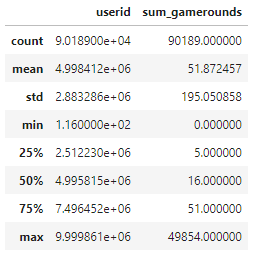 userid sum_gamerounds
count 9.018900e+04 90189.000000
mean 4.998412e+06 51.872457
std 2.883286e+06 195.050858
min 1.160000e+02 0.000000
25% 2.512230e+06 5.000000
50% 4.995815e+06 16.000000
75% 7.496452e+06 51.000000
max 9.999861e+06 49854.000000